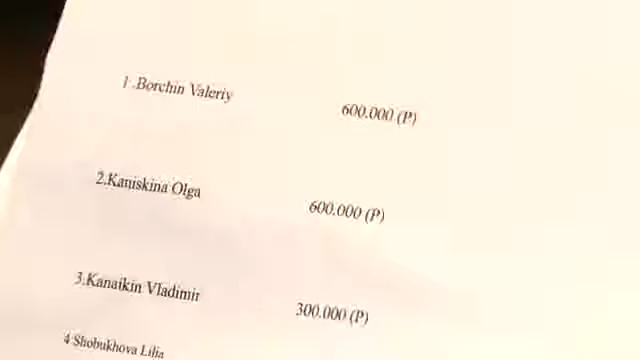 1 .Borchin Valeriy 600.000 (P)
2.Kaniskina Olga 600.000 (P)
3.Kanaikin Vladimir 300.000 (P)
4 Shobukhova Lilia